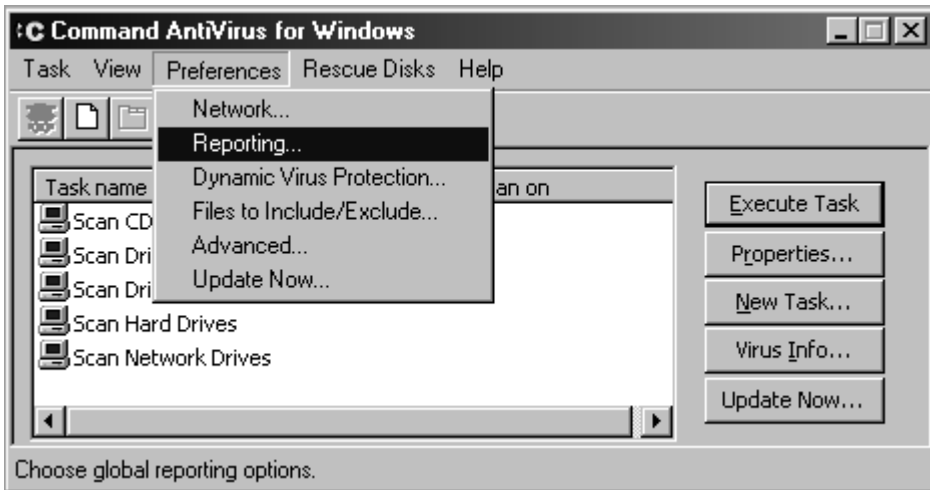 Command AntiVirus for Windows
Task View Preferences Rescue Disks Help
Network...
Reporting...
Dynamic Virus Protection...
Files to Include/Exclude...
Advanced...
Update Now...
Task name an on
Scan CD
Scan Dri
Scan Dri
Scan Hard Drives
Scan Network Drives
Execute Task
Properties...
New Task...
Virus Info...
Update Now...
Choose global reporting options.